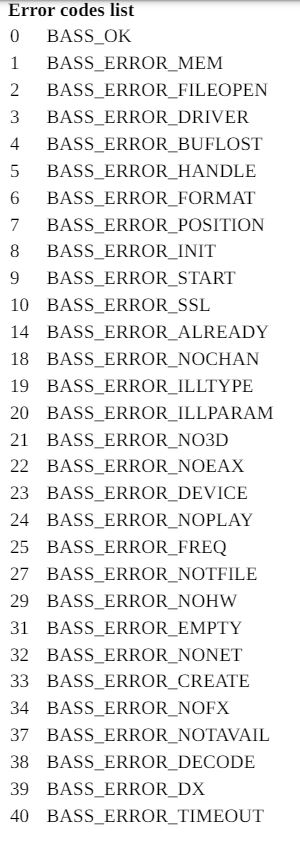 Error codes list
0 BASS_OK
1 BASS_ERROR_MEM
2 BASS_ERROR_FILEOPEN
3 BASS_ERROR_DRIVER
4 BASS_ERROR_BUFLOST
5 BASS_ERROR_HANDLE
6 BASS_ERROR_FORMAT
7 BASS_ERROR_POSITION
8 BASS_ERROR_INIT
9 BASS_ERROR_START
10 BASS_ERROR_SSL
14 BASS_ERROR_ALREADY
18 BASS_ERROR_NOCHAN
19 BASS_ERROR_ILLTYPE
20 BASS_ERROR_ILLPARAM
21 BASS_ERROR_NO3D
22 BASS_ERROR_NOEAX
23 BASS_ERROR_DEVICE
24 BASS_ERROR_NOPLAY
25 BASS_ERROR_FREQ
27 BASS_ERROR_NOTFILE
29 BASS_ERROR_NOHW
31 BASS_ERROR_EMPTY
32 BASS_ERROR_NONET
33 BASS_ERROR_CREATE
34 BASS_ERROR_NOFX
37 BASS_ERROR_NOTAVAIL
38 BASS_ERROR_DECODE
39 BASS_ERROR_DX
40 BASS_ERROR_TIMEOUT